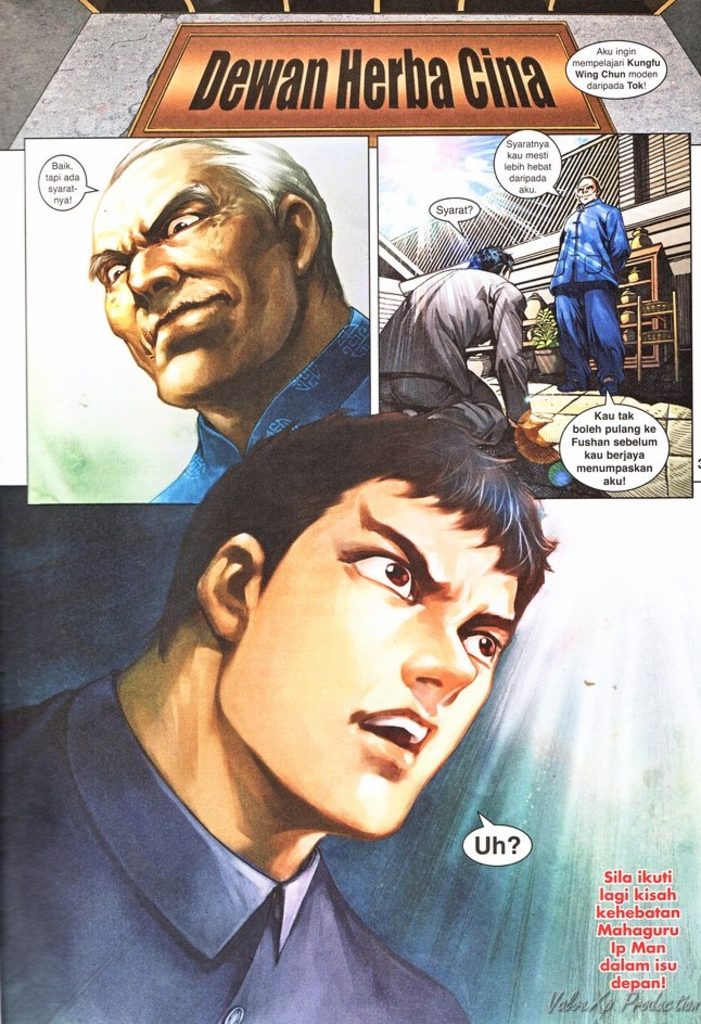 Dewan Herba Cina
Aku ingin
mempelajari Kungfu
Wing Chun moden
daripada Tok!
Baik,
tapi ada
syarat-
nya!
Syaratnya
kau mesti
lebih hebat
daripada
aku.
Syarat?
Kau tak
boleh pulang ke
Fushan sebelum
kau berjaya
menumpaskan
aku!
Uh?
Sila ikuti
lagi kisah
kehebatan
Mahaguru
Ip Man
dalam isu
depan!